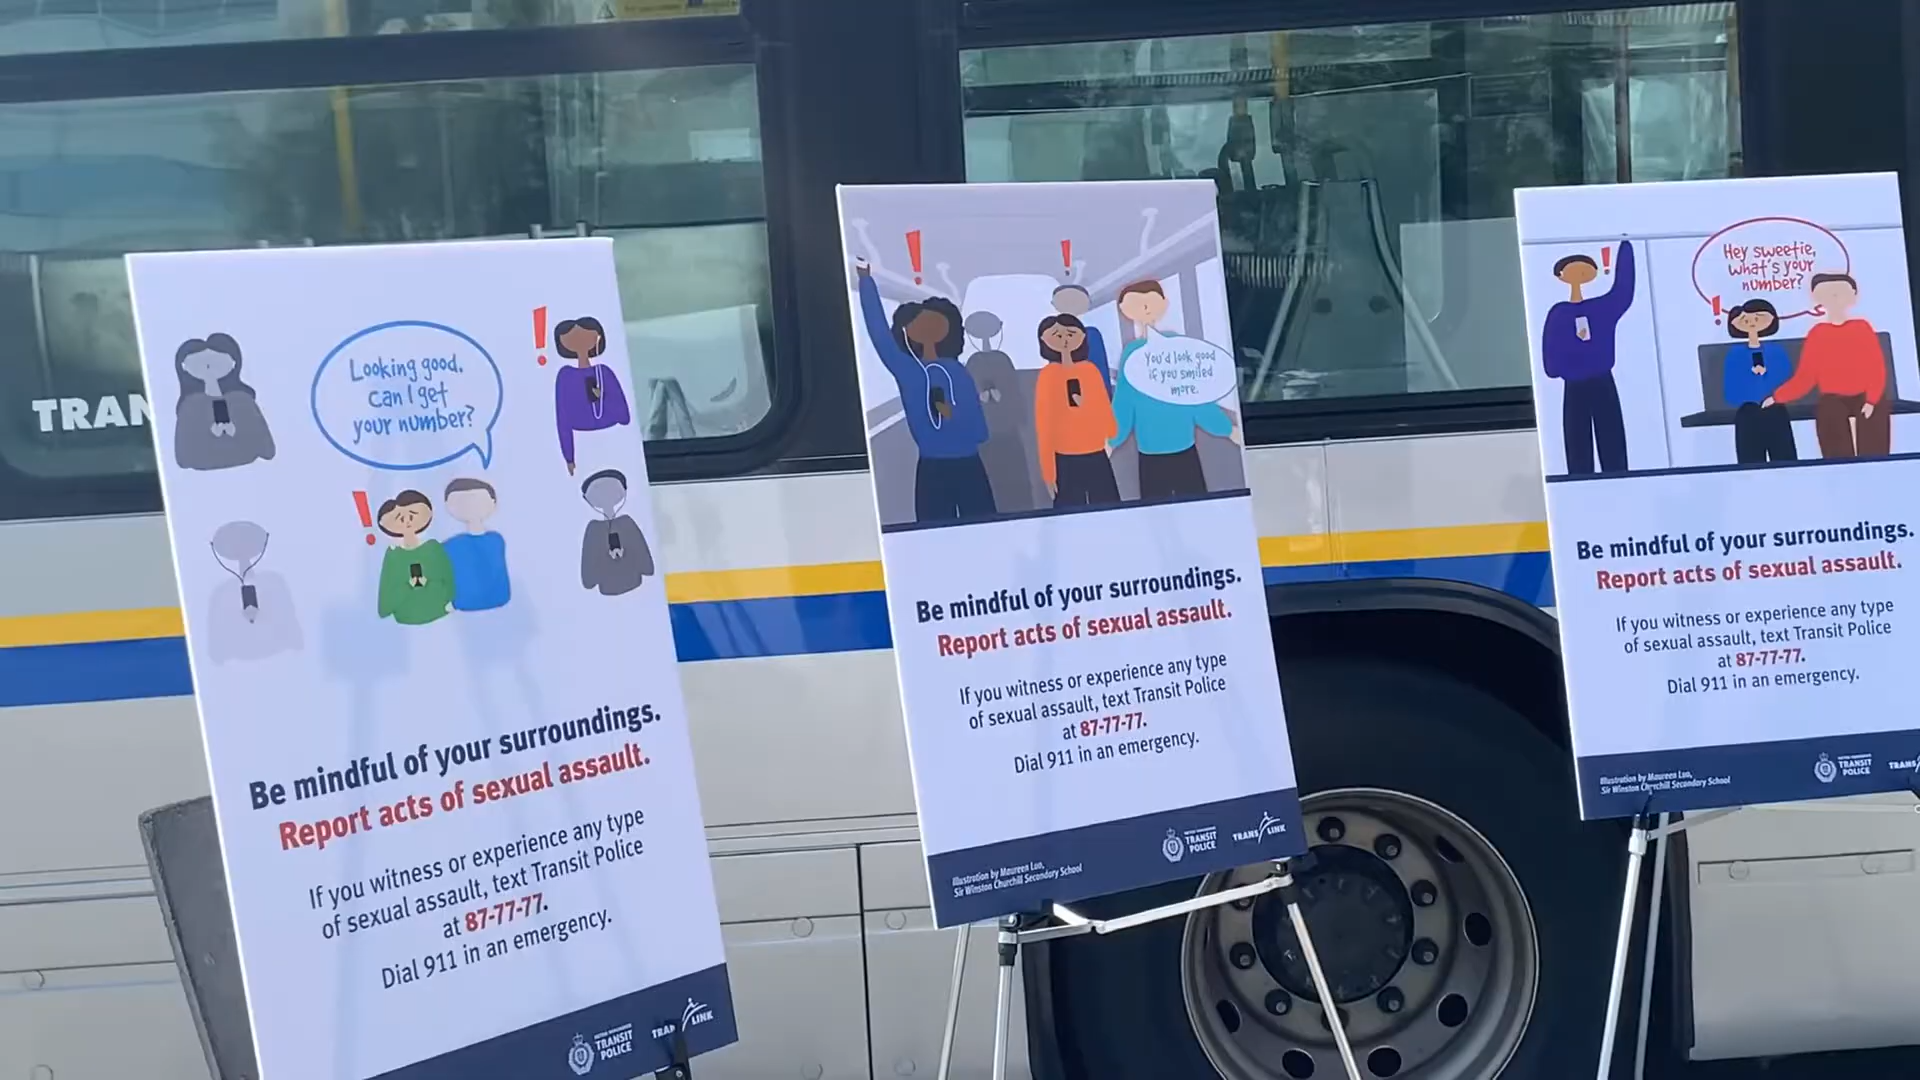 TRAN
Looking good.
can I get
your number?
Be mindful of your surroundings.
Report acts of sexual assault.
If you witness or experience any type
of sexual assault, text Transit Police
at 87-77-77.
Dial 911 in an emergency.
TRANSIT
POLICE
TRANS LINK
You'd look good
if you smiled
more.
Be mindful of your surroundings.
Report acts of sexual assault.
If you witness or experience any type
of sexual assault, text Transit Police
at 87-77-77.
Dial 911 in an emergency.
Illustration by Maureen Luo,
Sir Winston Churchill Secondary School
TRANSIT
POLICE
TRANS LINK
Hey sweetie,
what's your
number?
Be mindful of your surroundings.
Report acts of sexual assault.
If you witness or experience any type
of sexual assault, text Transit Police
at 87-77-77.
Dial 911 in an emergency.
Illustration by Maureen Luo,
Sir Winston Churchill Secondary School
TRANSIT
POLICE
TRANS